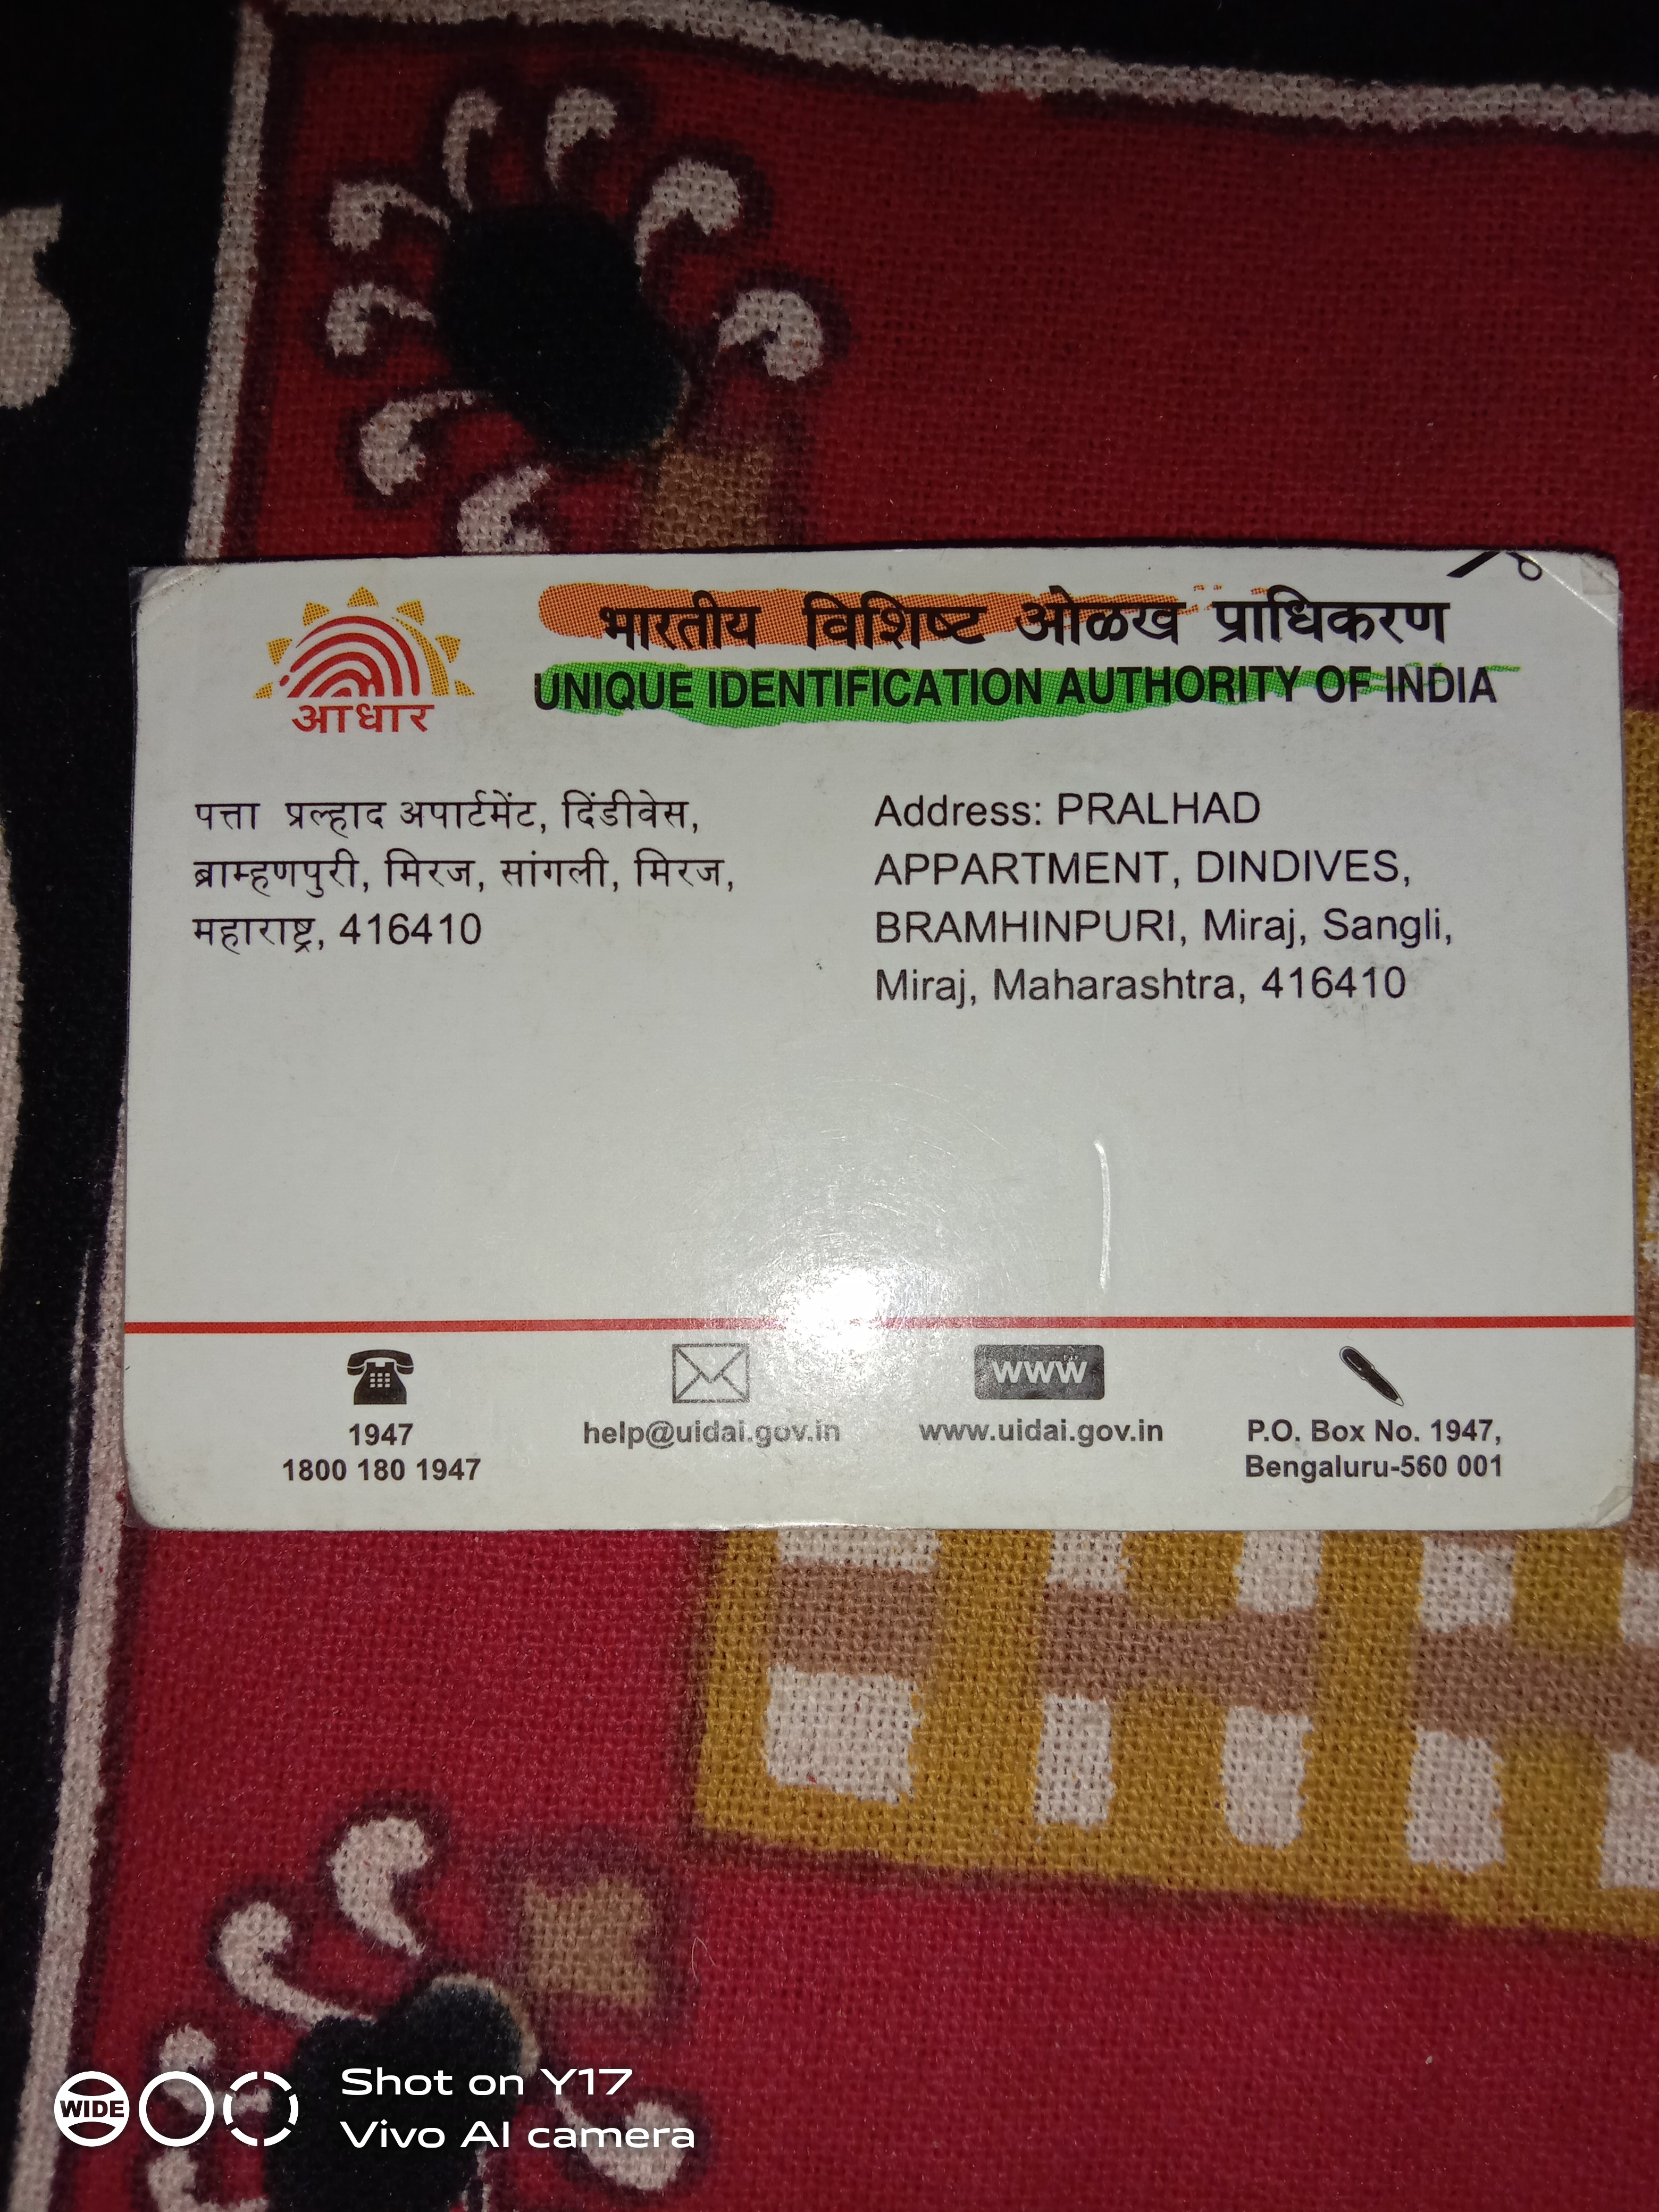 भारतीय विशिष्ट ओळख प्राधिकरण
UNIQUE IDENTIFICATION AUTHORITY OF INDIA
आधार
पत्ता प्रल्हाद अपार्टमेंट, दिंडीवेस,
ब्राम्हणपुरी, मिरज, सांगली, मिरज,
महाराष्ट्र, 416410
Address: PRALHAD
APPARTMENT, DINDIVES,
BRAMHINPURI, Miraj, Sangli,
Miraj, Maharashtra, 416410
1947
1800 180 1947
help@uidai.gov.in
www
www.uidai.gov.in
P.O. Box No. 1947,
Bengaluru-560 001
WIDE
Shot on Y17
Vivo AI camera